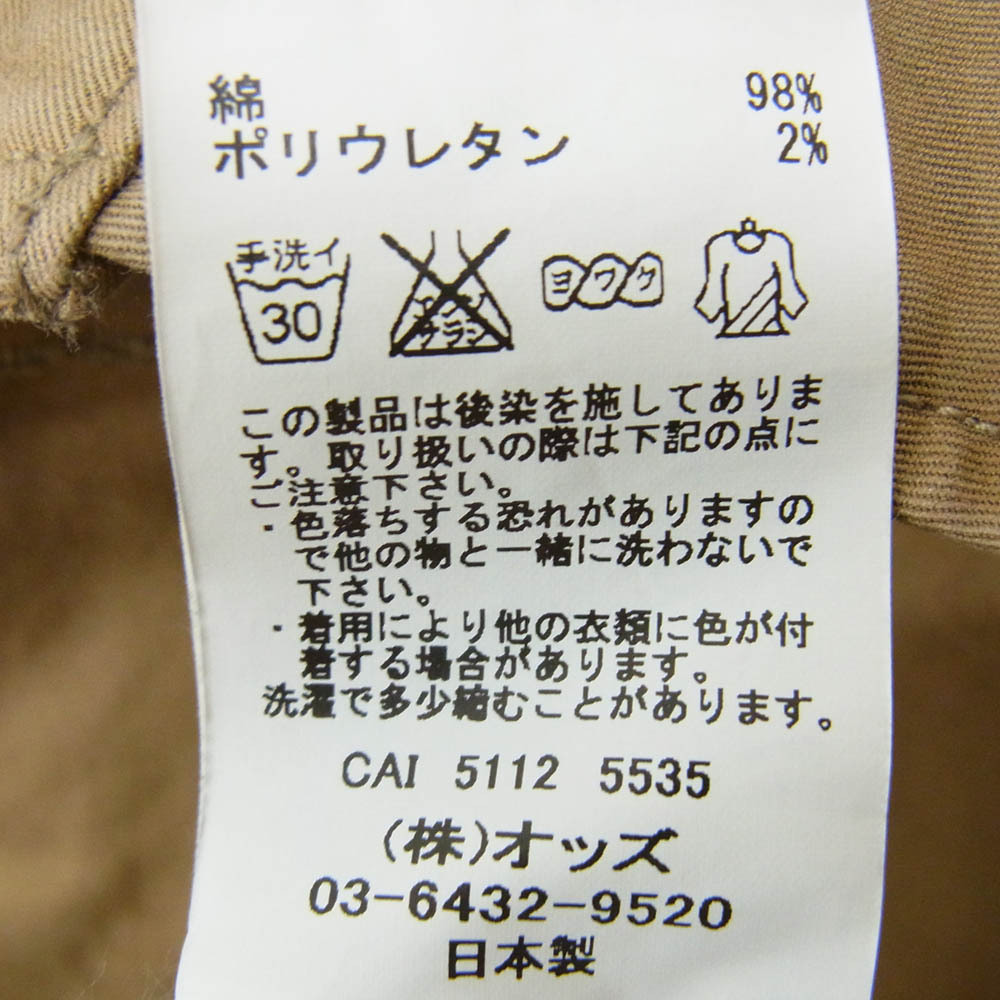 綿 98%
ポリウレタン 2%
手洗イ
30
エンソ
サラシ
ヨワク
この製品は後染を施してありま
す。取り扱いの際は下記の点に
ご注意下さい。
・色落ちする恐れがありますの
で他の物と一緒に洗わないで
下さい。
・着用により他の衣類に色が付
着する場合があります。
洗濯で多少縮むことがあります。
CAI 5112 5535
(株)オッズ
03-6432-9520
日本製